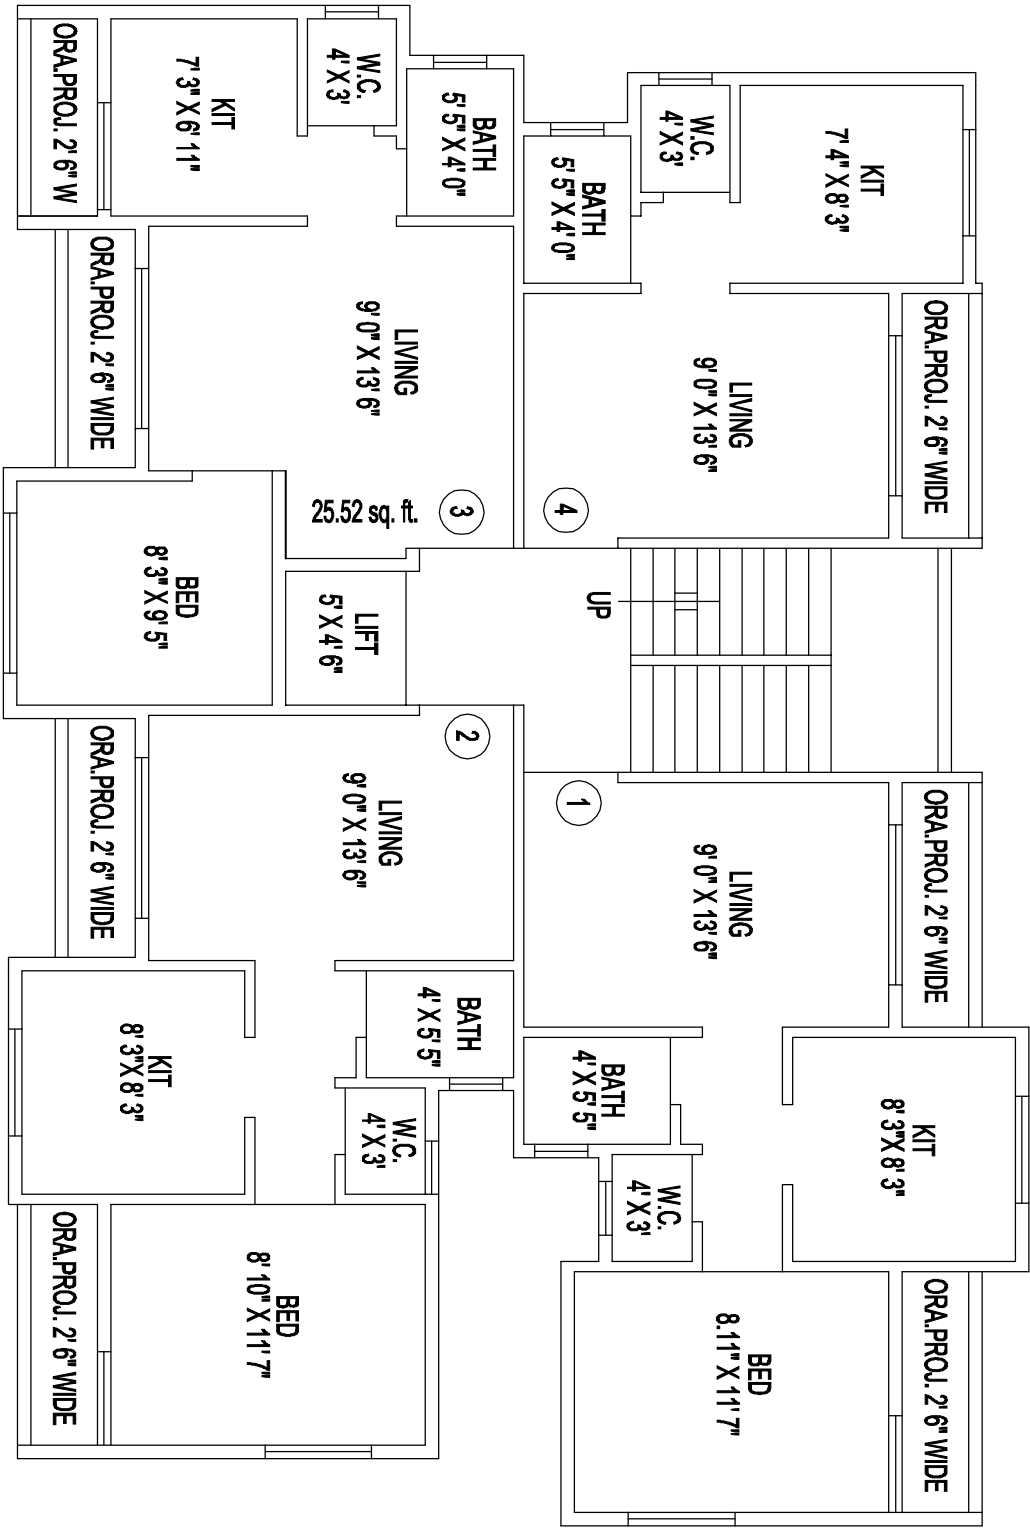 ORA.PROJ. 2' 6" W
KIT
7' 3" X 6' 11"
W.C.
4' X 3'
BATH
5' 5" X 4' 0"
BATH
5' 5" X 4' 0"
W.C.
4' X 3'
KIT
7' 4" X 8' 3"
ORA.PROJ. 2' 6" WIDE
LIVING
9' 0" X 13' 6"
25.52 sq. ft.
3
4
LIVING
9' 0" X 13' 6"
ORA.PROJ. 2' 6" WIDE
BED
8' 3" X 9' 5"
LIFT
5' X 4' 6"
UP
ORA.PROJ. 2' 6" WIDE
LIVING
9' 0" X 13' 6"
2
1
LIVING
9' 0" X 13' 6"
ORA.PROJ. 2' 6" WIDE
KIT
8' 3"X 8' 3"
BATH
4' X 5' 5"
W.C.
4' X 3'
BATH
4' X 5' 5"
W.C.
4' X 3'
KIT
8' 3"X 8' 3"
ORA.PROJ. 2' 6" WIDE
BED
8' 10" X 11' 7"
BED
8.11" X 11' 7"
ORA.PROJ. 2' 6" WIDE